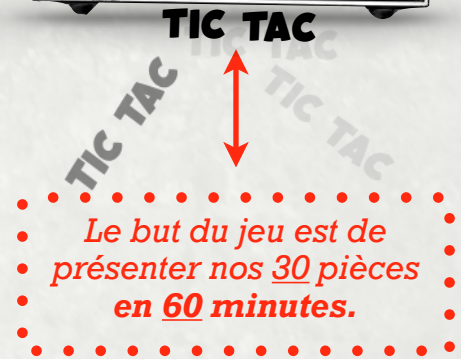 TIC TAC
TIC TAC
TIC TAC
TIC TAC
Le but du jeu est de
présenter nos 30 pièces
en 60 minutes.